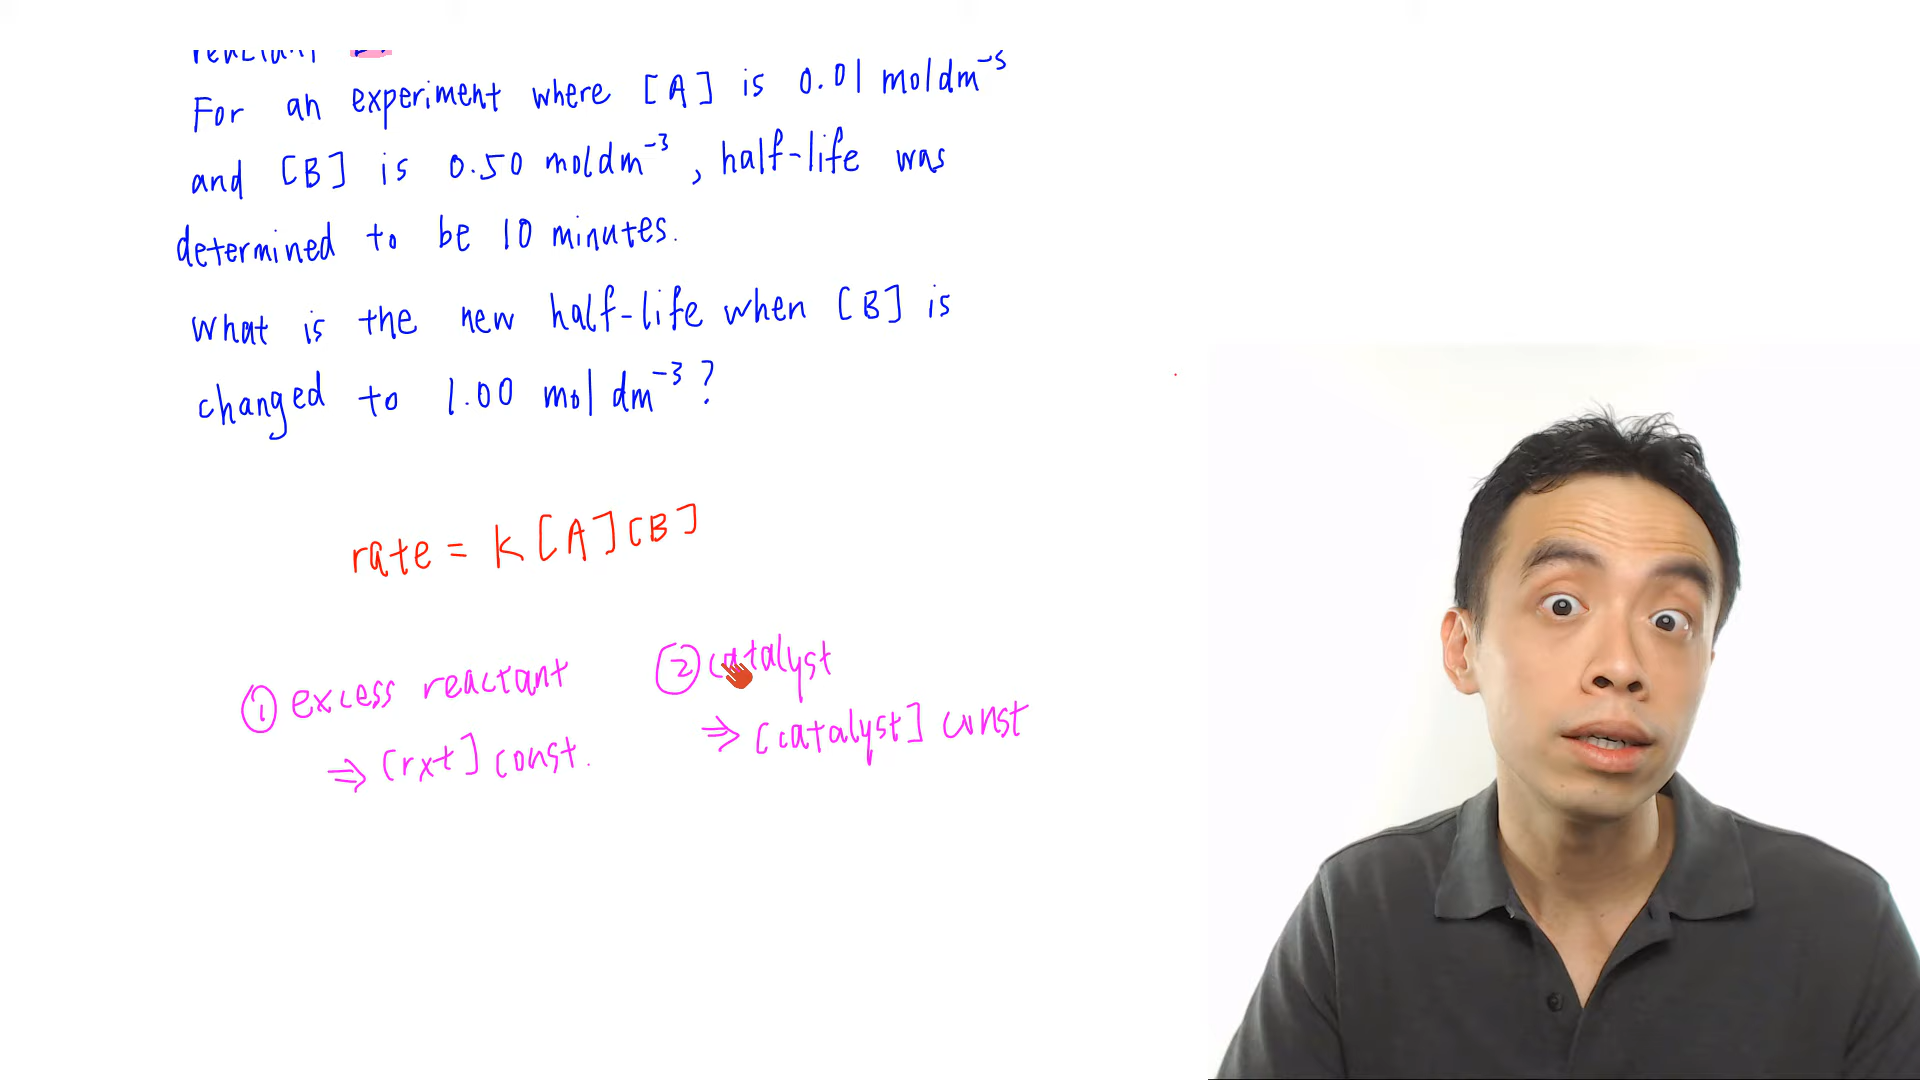 reactant B.
For an experiment where [A] is 0.01 moldm⁻³
and [B] is 0.50 moldm⁻³, half-life was
determined to be 10 minutes.
What is the new half-life when [B] is
changed to 1.00 mol dm⁻³?
rate = k[A][B]
① excess reactant
⇒ [rxt] const.
② catalyst
⇒ [catalyst] const